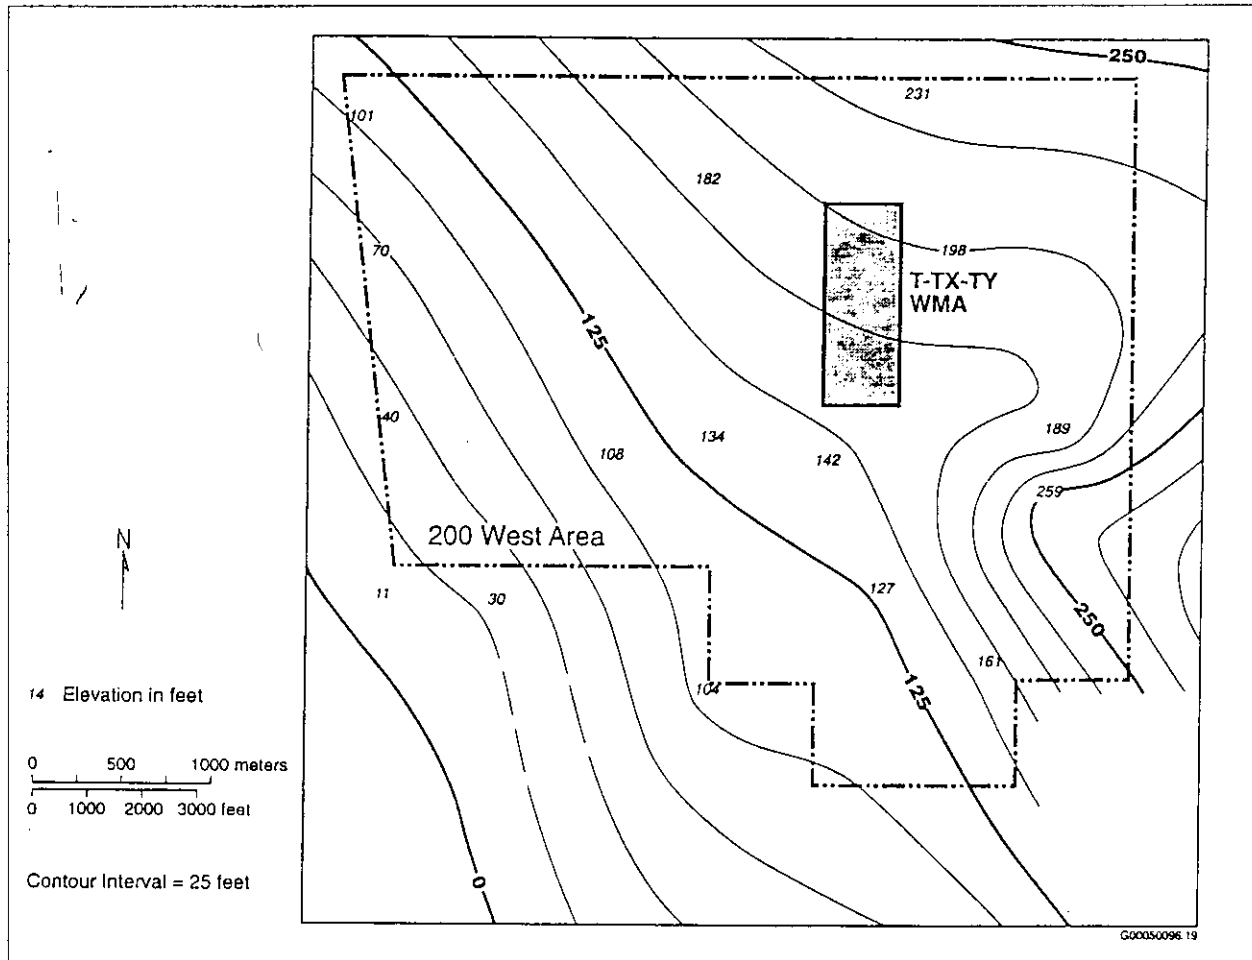 250
231
101
182
70
198
T-TX-TY
WMA
125
40
134
189
108
142
259
200 West Area
N
11
30
127
250
161
14 Elevation in feet
104
125
0 500 1000 meters
0 1000 2000 3000 feet
Contour Interval = 25 feet
0
G00050096.19